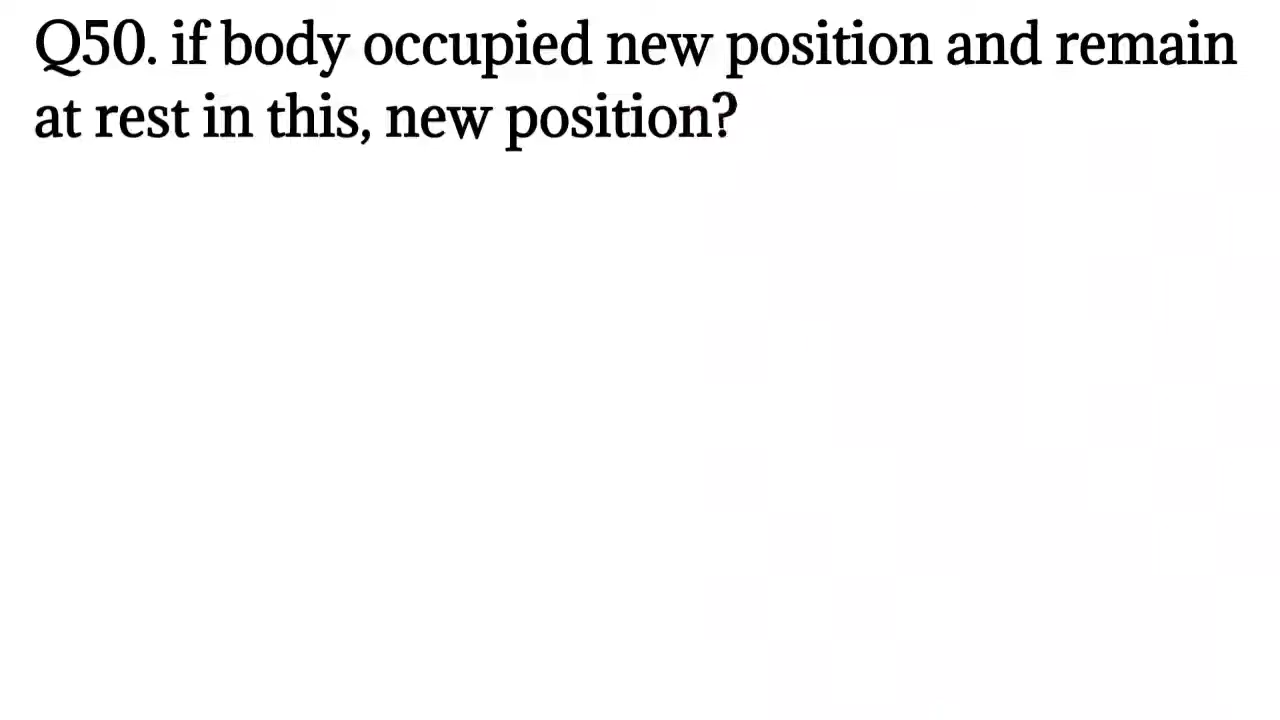 Q50. if body occupied new position and remain
at rest in this, new position?